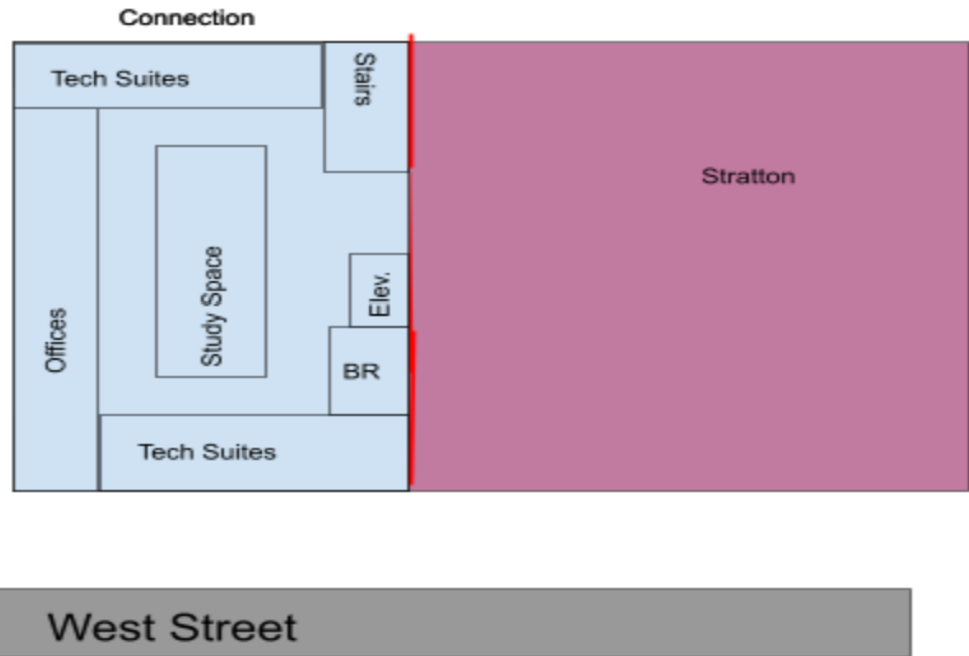 Connection
Tech Suites
Stairs
Stratton
Study Space
Elev.
Offices
BR
Tech Suites
West Street